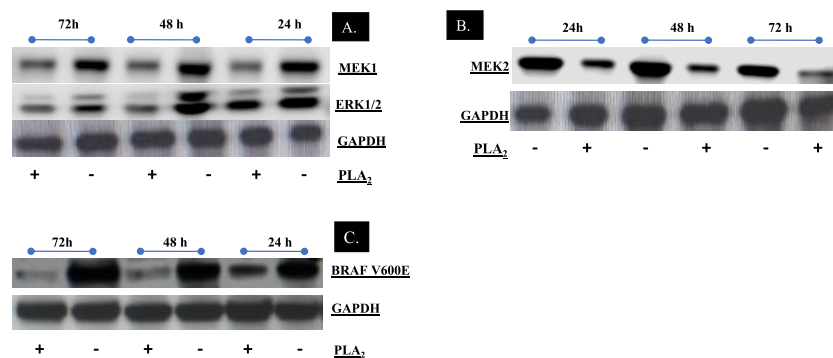 72h 48 h 24 h A.
MEK1
ERK1/2
GAPDH
+ - + - + - PLA2
B.
24h 48 h 72 h
MEK2
GAPDH
PLA2 - + - + - +
72h 48 h 24 h C.
BRAF V600E
GAPDH
+ - + - + - PLA2